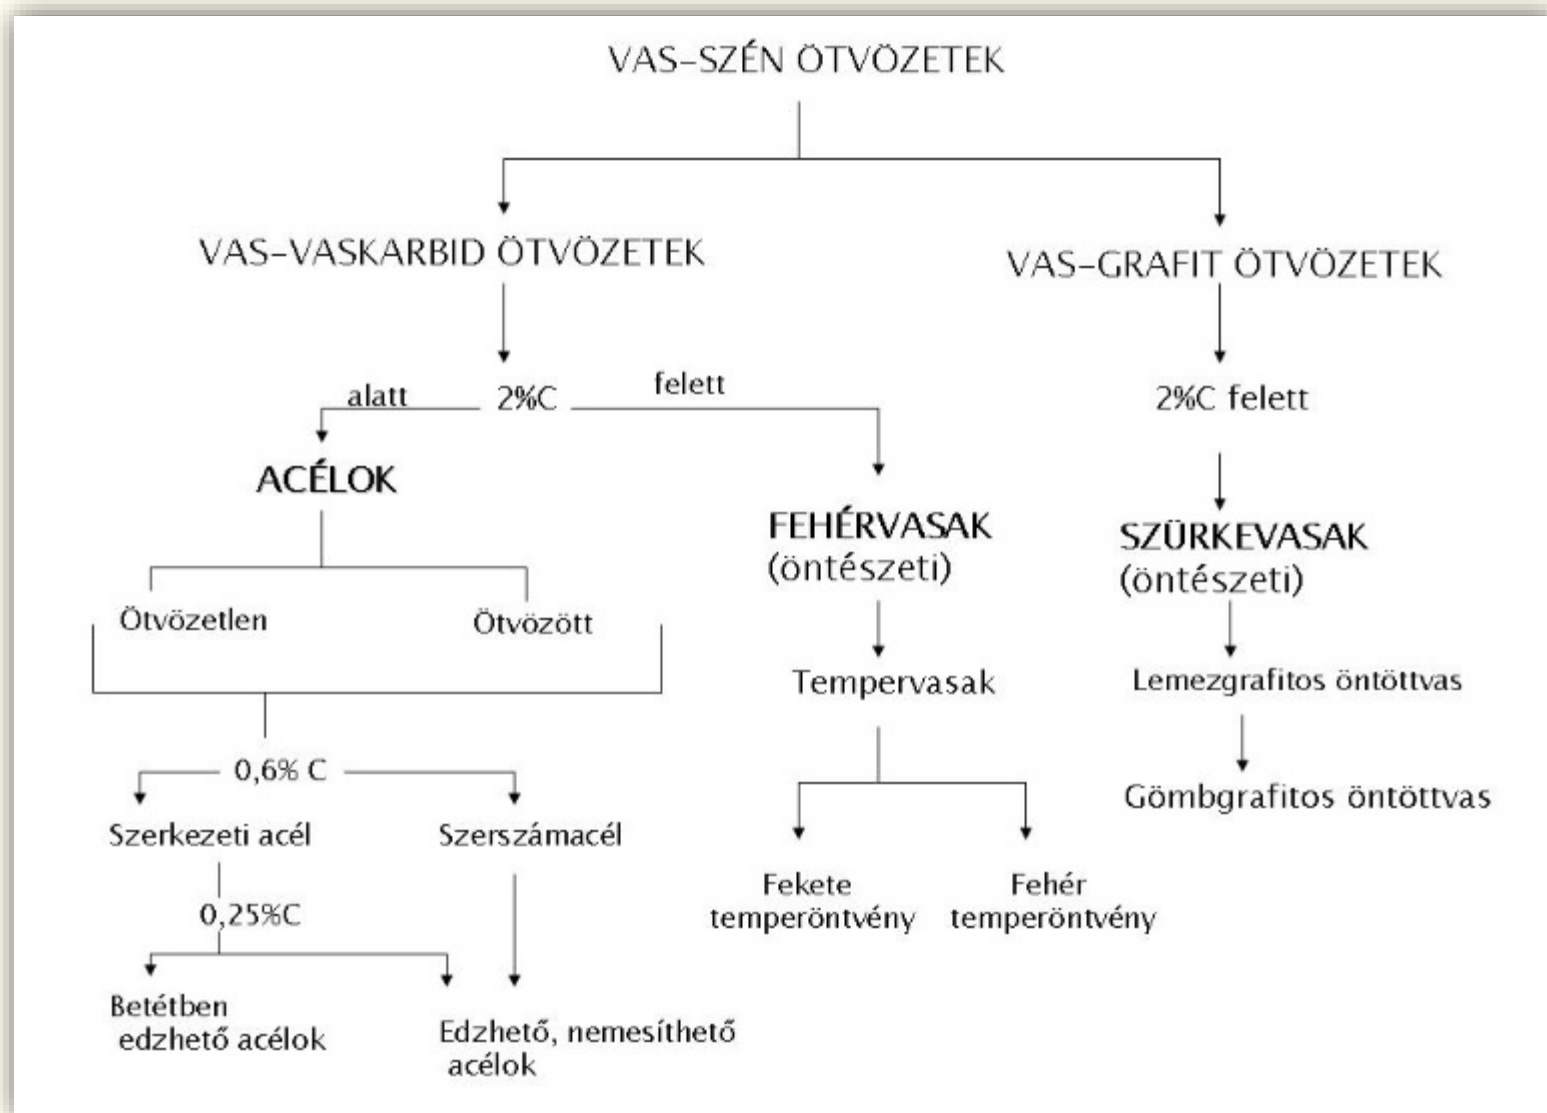 VAS–SZÉN ÖTVÖZETEK
VAS–VASKARBID ÖTVÖZETEK
VAS–GRAFIT ÖTVÖZETEK
alatt
2%C
felett
2%C felett
ACÉLOK
FEHÉRVASAK
(öntészeti)
SZÜRKEVASAK
(öntészeti)
Ötvözetlen
Ötvözött
Tempervasak
Lemezgrafitos öntöttvas
0,6% C
Gömbgrafitos öntöttvas
Szerkezeti acél
Szerszámacél
Fekete
temperöntvény
Fehér
temperöntvény
0,25%C
Betétben
edzhető acélok
Edzhető, nemesíthető
acélok